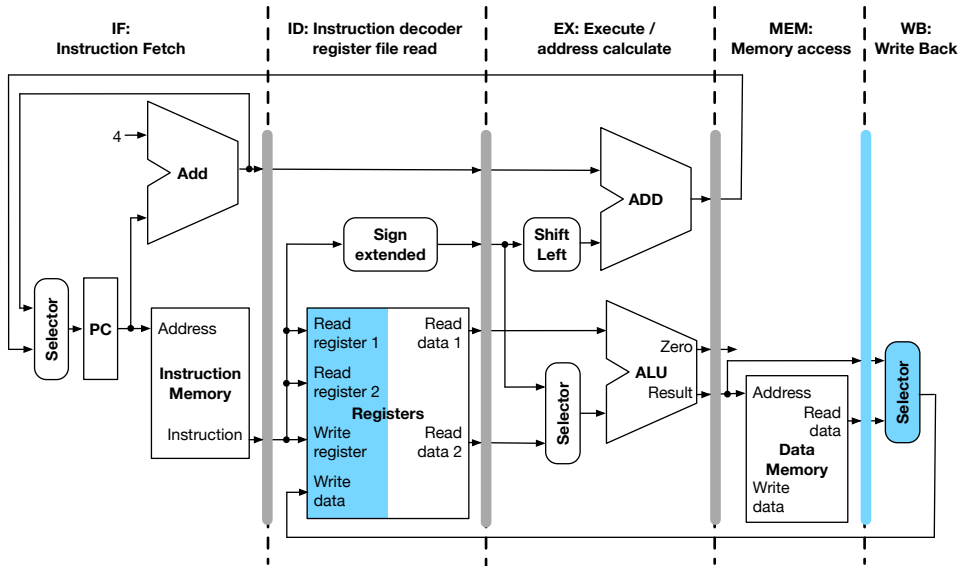 IF:
Instruction Fetch
ID: Instruction decoder
register file read
EX: Execute /
address calculate
MEM:
Memory access
WB:
Write Back
4
Add
ADD
Sign
extended
Shift
Left
Selector
PC
Address
Instruction
Memory
Instruction
Read
register 1
Read
register 2
Registers
Write
register
Write
data
Read
data 1
Read
data 2
Selector
Zero
ALU
Result
Address
Read
data
Data
Memory
Write
data
Selector